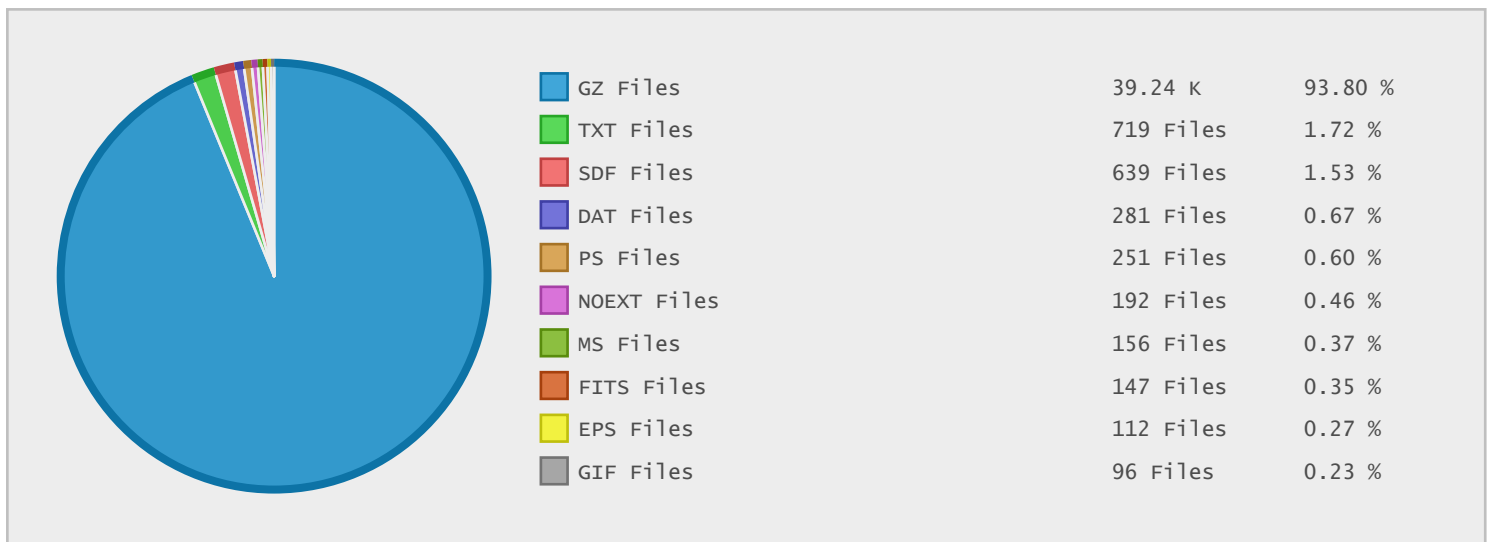 GZ Files 39.24 K 93.80 %
TXT Files 719 Files 1.72 %
SDF Files 639 Files 1.53 %
DAT Files 281 Files 0.67 %
PS Files 251 Files 0.60 %
NOEXT Files 192 Files 0.46 %
MS Files 156 Files 0.37 %
FITS Files 147 Files 0.35 %
EPS Files 112 Files 0.27 %
GIF Files 96 Files 0.23 %